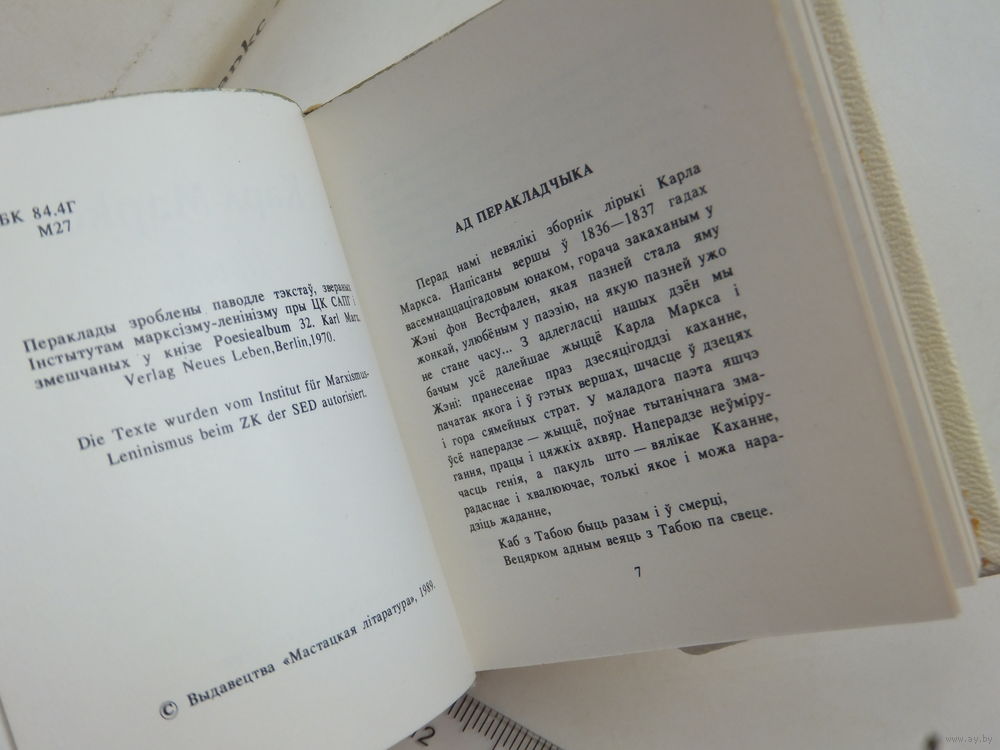 БК 84.4Г
М27
Пераклады зроблены паводле тэкстаў, звераных
Інстытутам марксізму-ленінізму пры ЦК САПГ і
змешчаных у кнізе Poesiealbum 32. Karl Marx.
Verlag Neues Leben,Berlin,1970.
Die Texte wurden vom Institut für Marxismus-
Leninismus beim ZK der SED autorisiert.
© Выдавецтва «Мастацкая літаратура», 1989.
АД ПЕРАКЛАДЧЫКА
Перад намі невялікі зборнік лірыкі Карла
Маркса. Напісаны вершы ў 1836—1837 гадах
васемнаццацігадовым юнаком, горача закаханым у
Жэні фон Вестфален, якая пазней стала яму
жонкай, улюбёным у паэзію, на якую пазней ужо
не стане часу... З адлегласці нашых дзён мы
бачым усё далейшае жыццё Карла Маркса і
Жэні: пранесенае праз дзесяцігоддзі каханне,
пачатак якога і ў гэтых вершах, шчасце ў дзецях
і гора сямейных страт. У маладога паэта яшчэ
ўсё наперадзе — жыццё, поўнае тытанічнага зма-
гання, працы і цяжкіх ахвяр. Наперадзе неўміру-
часць генія, а пакуль што — вялікае Каханне,
радаснае і хвалюючае, толькі якое і можа нара-
дзіць жаданне,
Каб з Табою быць разам і ў смерці,
Вецярком адным веяць з Табою па свеце.
7
www.ay.by